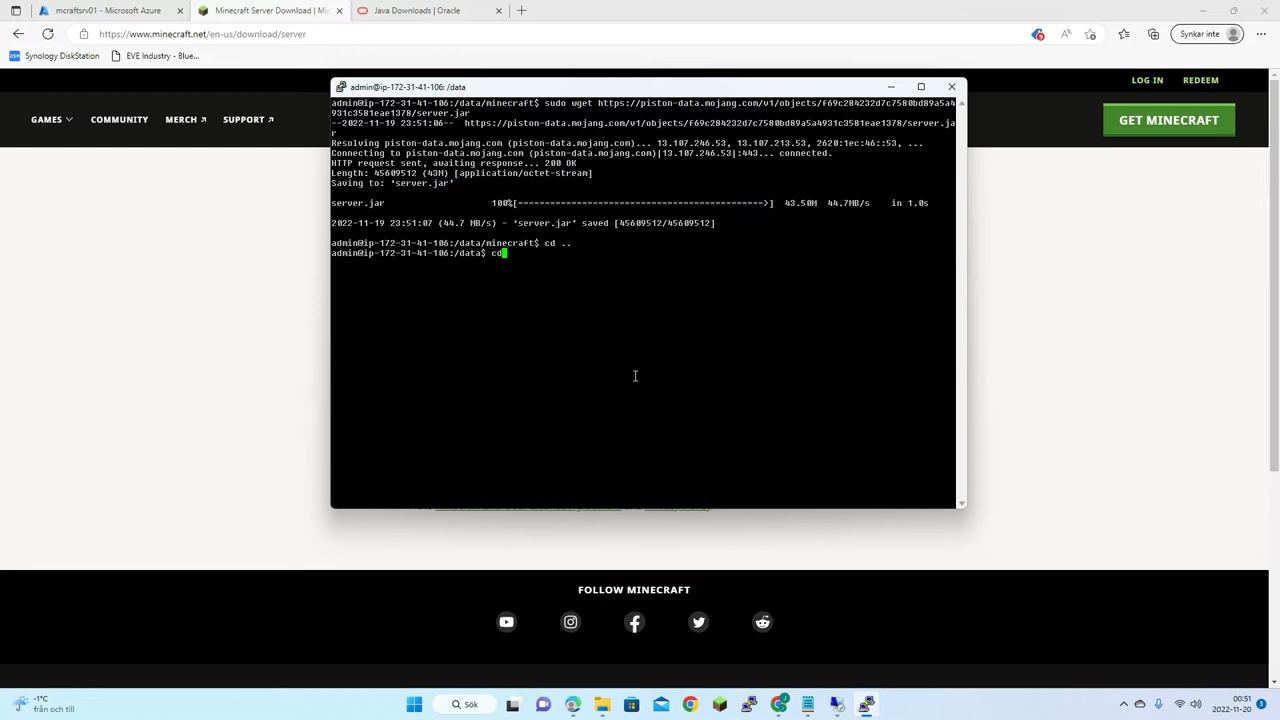 mcraftsrv01 - Microsoft Azure
Minecraft Server Download | Min
Java Downloads | Oracle
https://www.minecraft.net/en-us/download/server
Synkar inte
Synology DiskStation
EVE Industry - Blue...
LOG IN
REDEEM
GAMES
COMMUNITY
MERCH
SUPPORT
GET MINECRAFT
admin@ip-172-31-41-106: /data
admin@ip-172-31-41-106:/data/minecraft$ sudo wget https://piston-data.mojang.com/v1/objects/f69c284232d7c7580bd89a5a4
931c3581eae1378/server.jar
--2022-11-19 23:51:06-- https://piston-data.mojang.com/v1/objects/f69c284232d7c7580bd89a5a4931c3581eae1378/server.ja
r
Resolving piston-data.mojang.com (piston-data.mojang.com)... 13.107.246.53, 13.107.213.53, 2620:1ec:46::53, ...
Connecting to piston-data.mojang.com (piston-data.mojang.com)|13.107.246.53|:443... connected.
HTTP request sent, awaiting response... 200 OK
Length: 45609512 (43M) [application/octet-stream]
Saving to: ‘server.jar’
server.jar 100%[============================================>] 43.50M 44.7MB/s in 1.0s
2022-11-19 23:51:07 (44.7 MB/s) - ‘server.jar’ saved [45609512/45609512]
admin@ip-172-31-41-106:/data/minecraft$ cd ..
admin@ip-172-31-41-106:/data$ cd
FOLLOW MINECRAFT
-1°C
från och till
Sök
00:51
2022-11-20
3